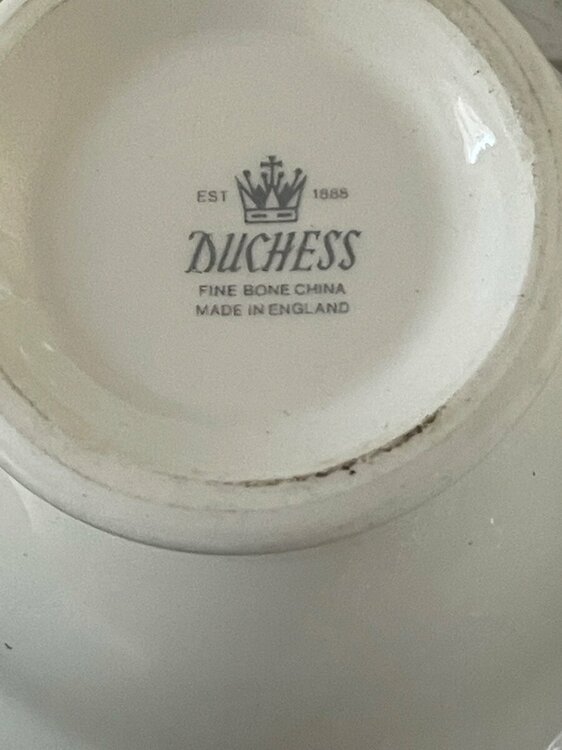 EST 1888
DUCHESS
FINE BONE CHINA
MADE IN ENGLAND